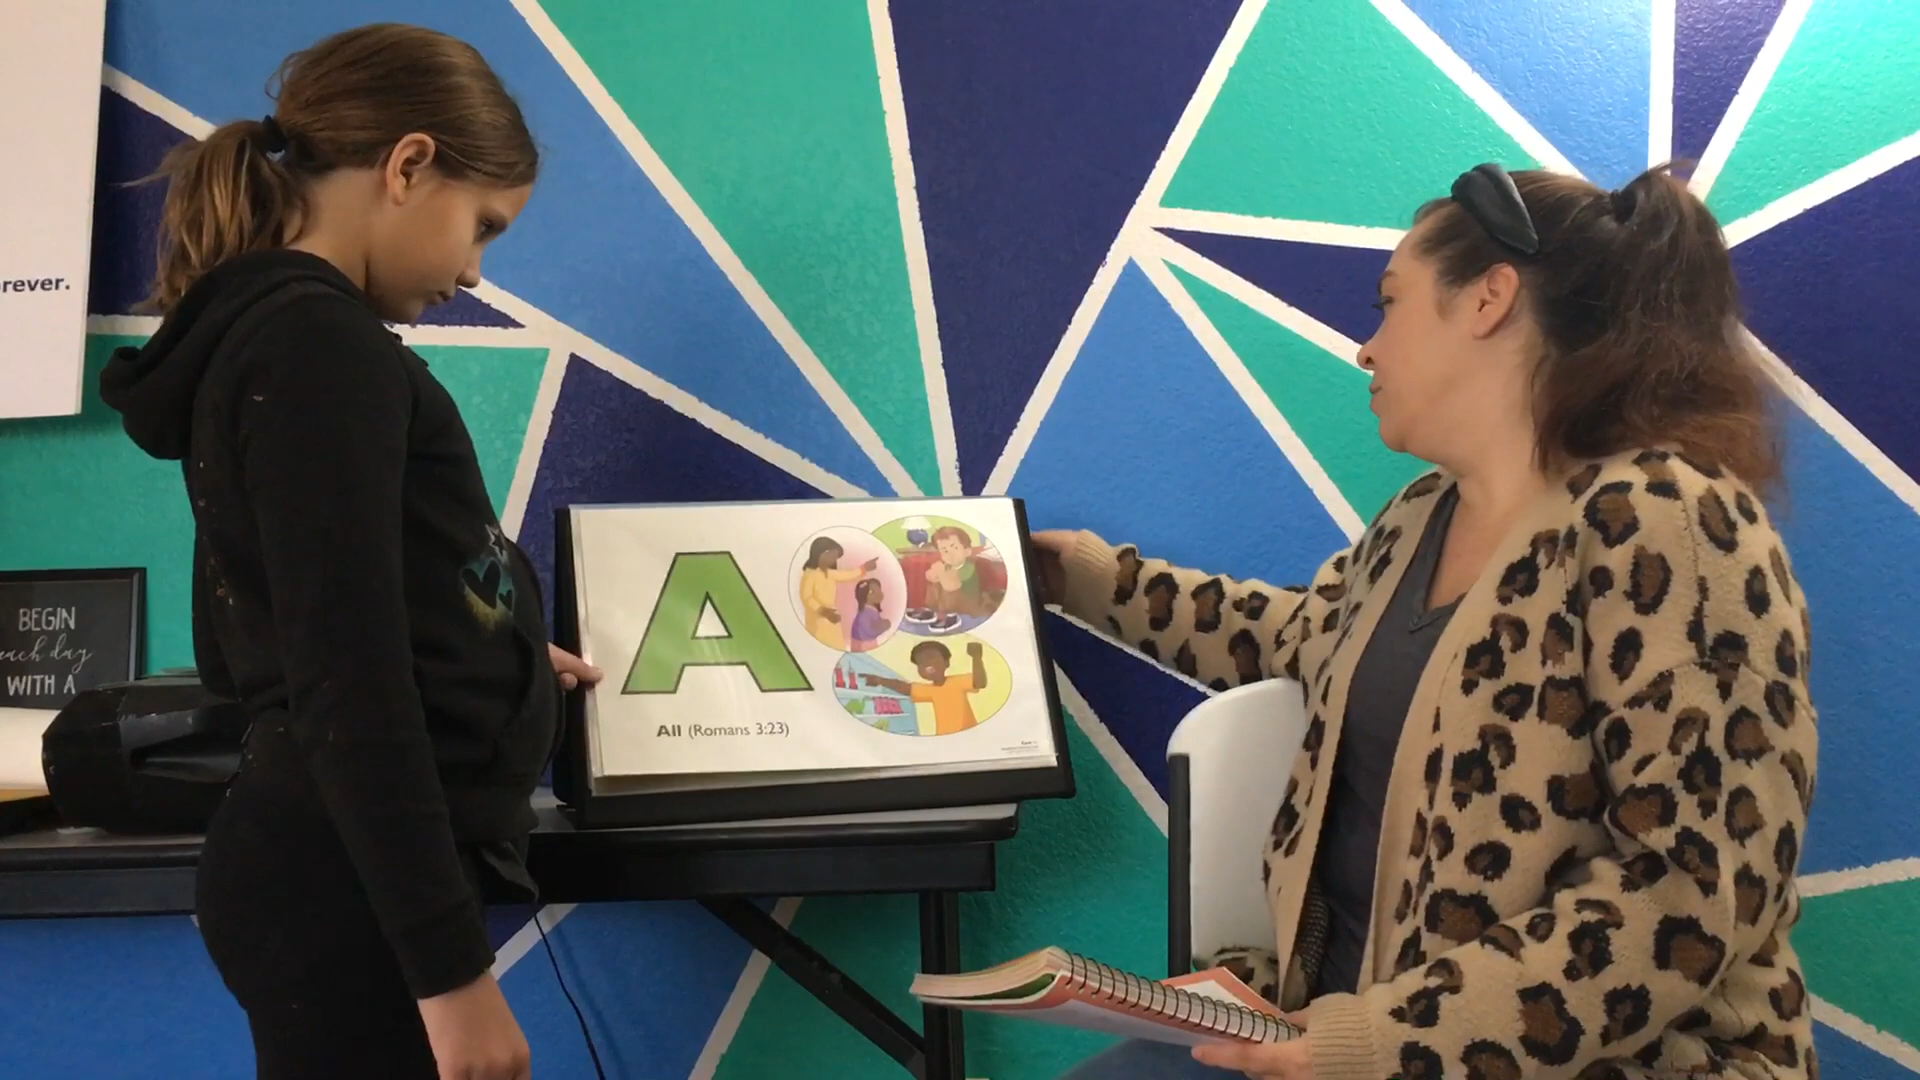 rever.
BEGIN
each day
WITH A
A
All (Romans 3:23)